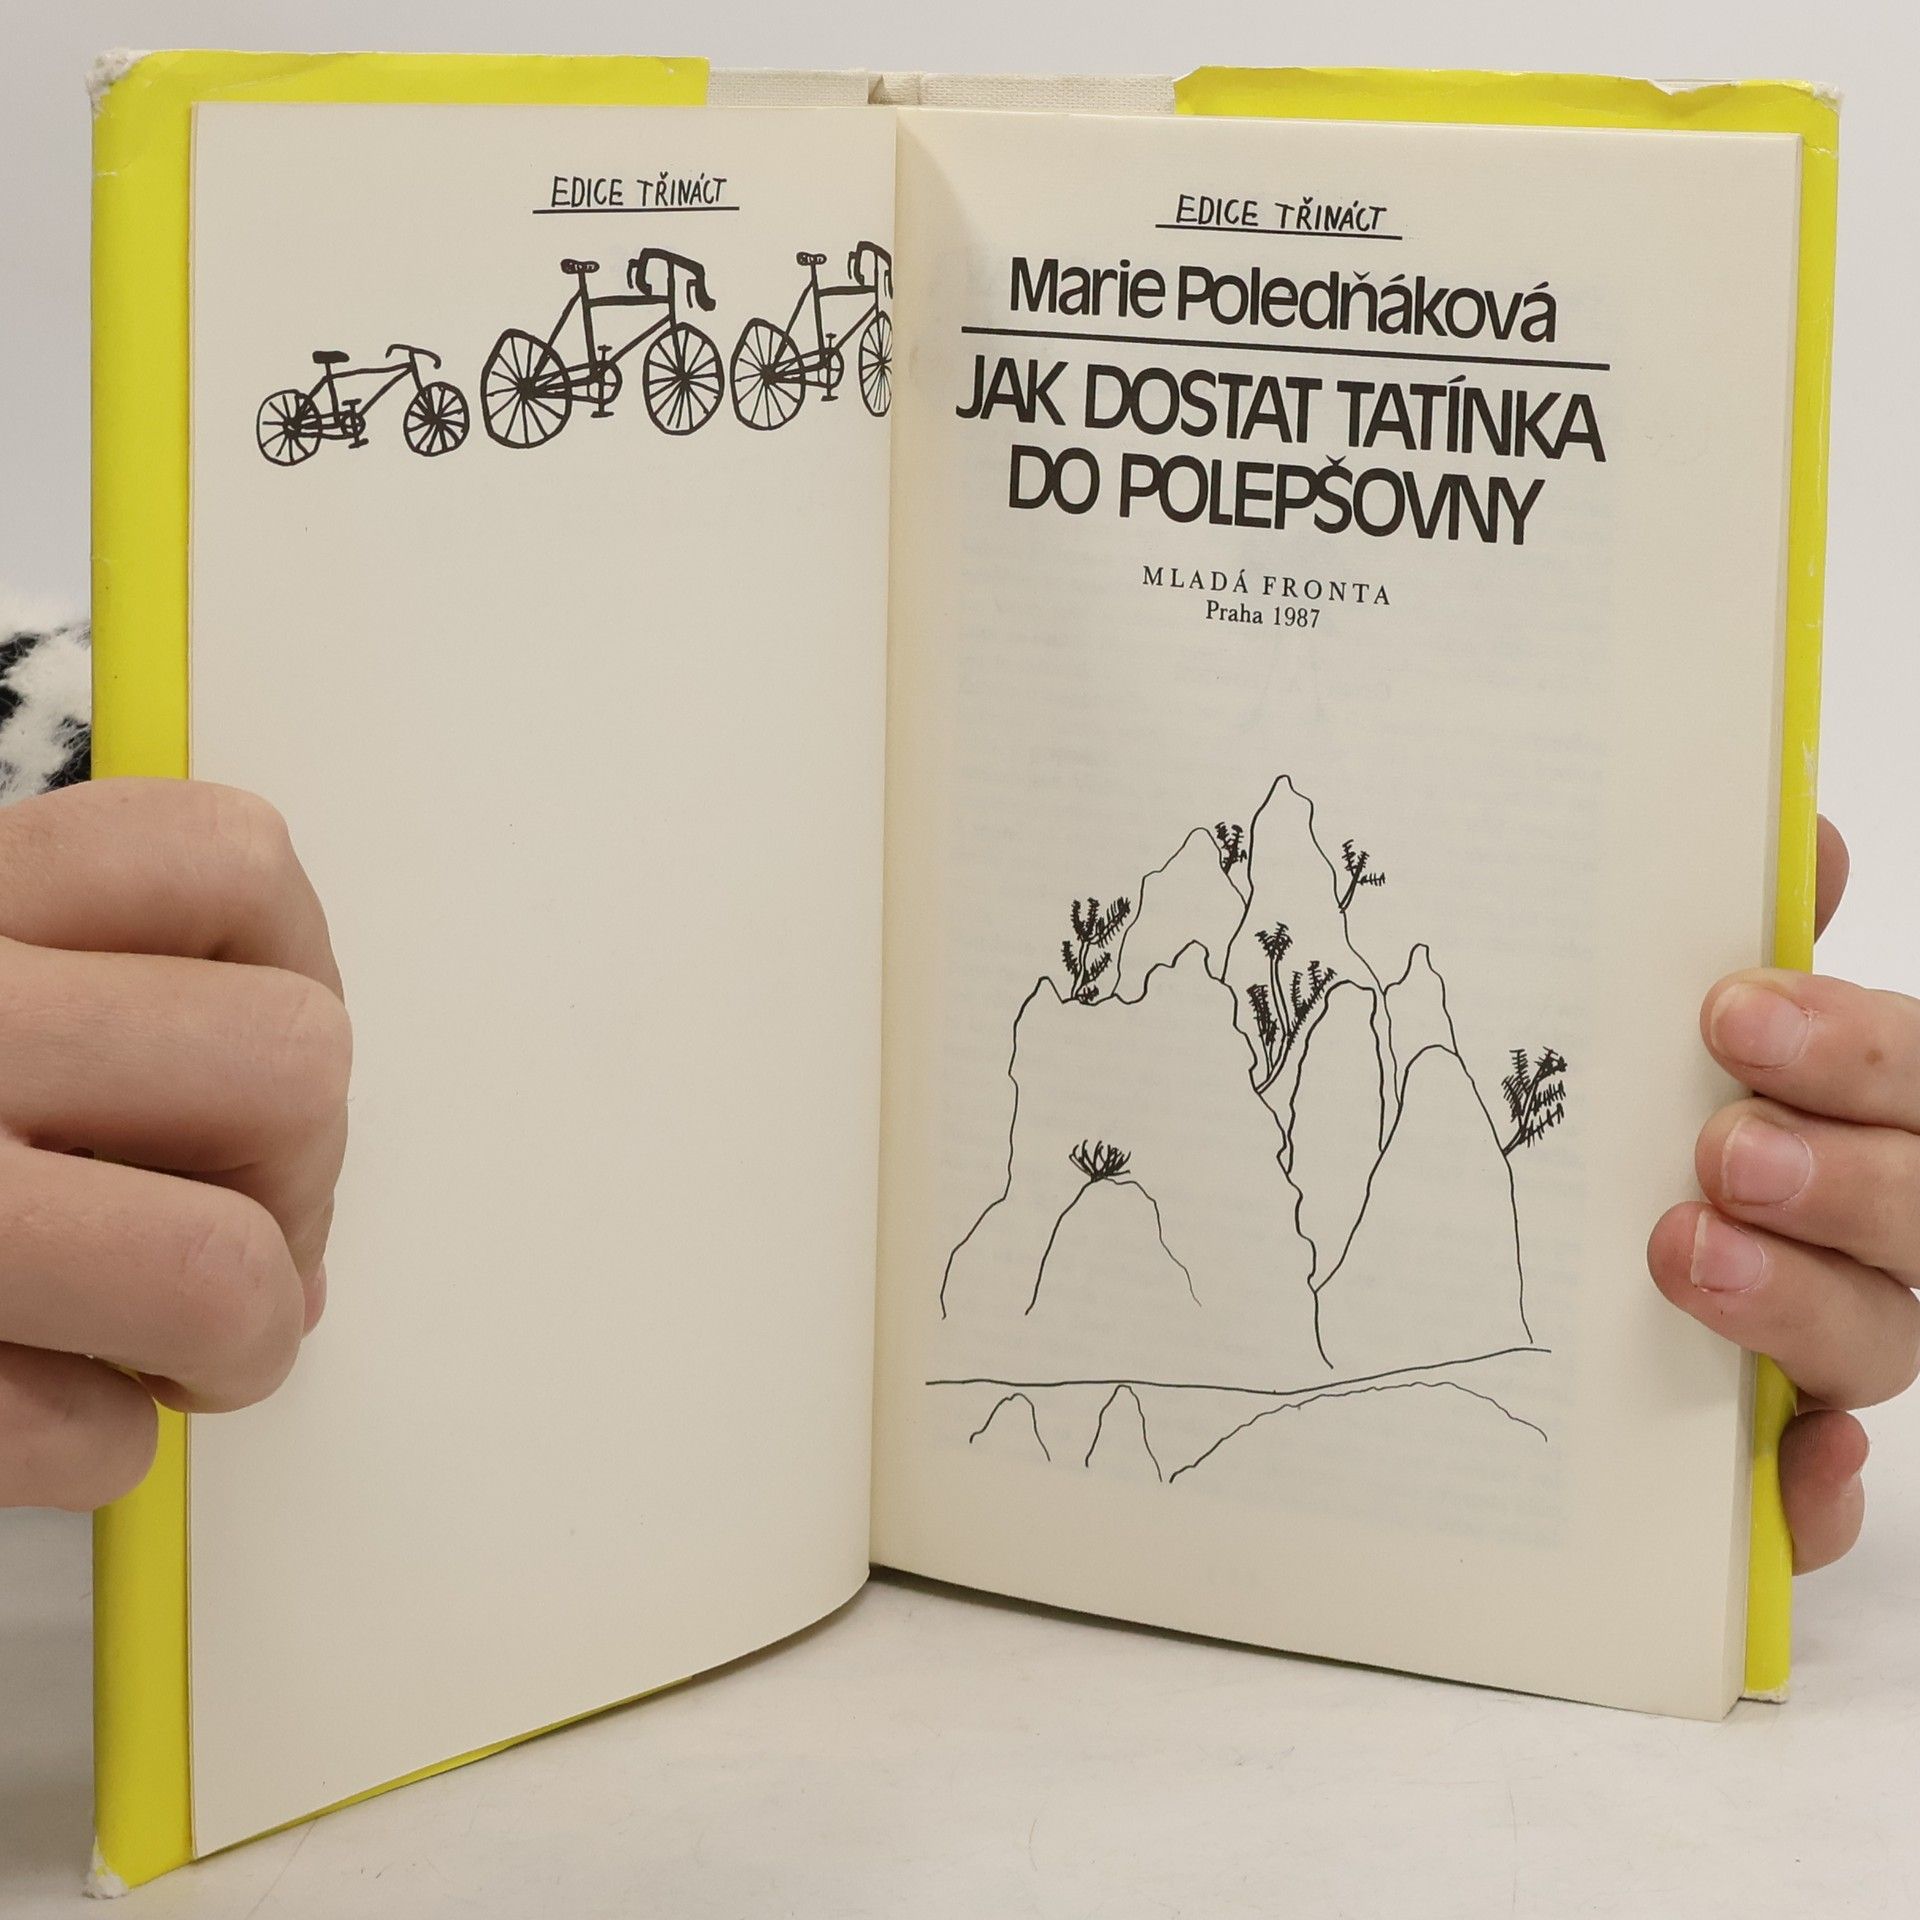 EDICE TŘINÁCT
EDICE TŘINÁCT
Marie Poledňáková
JAK DOSTAT TATÍNKA
DO POLEPŠOVNY
MLADÁ FRONTA
Praha 1987